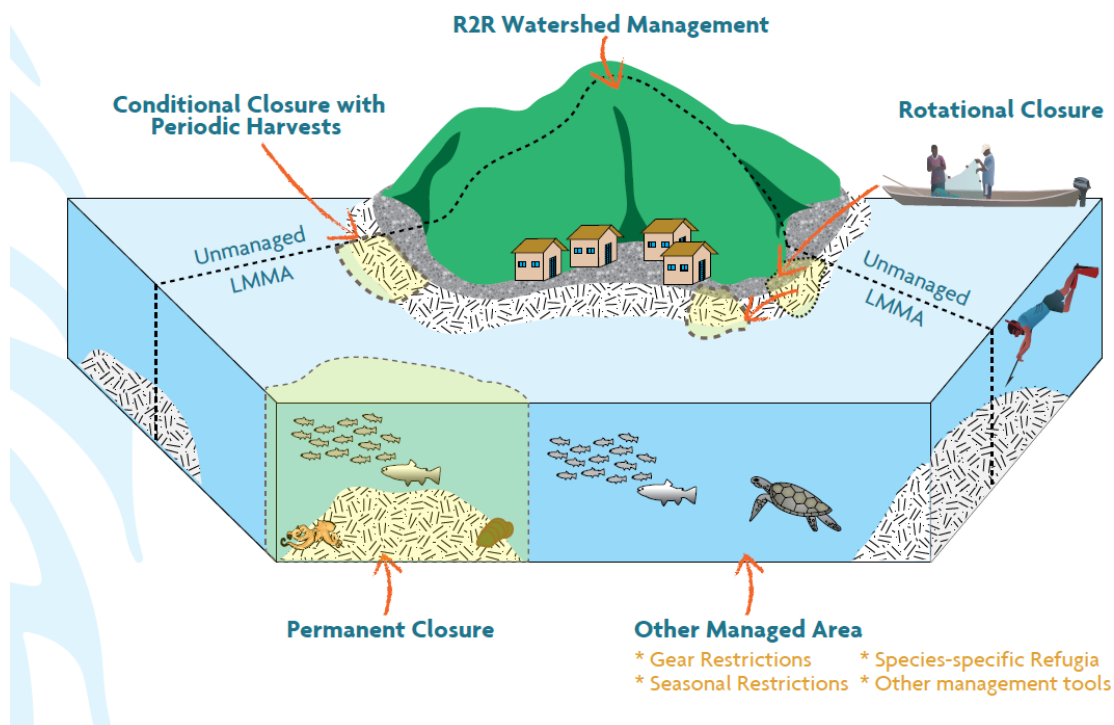 R2R Watershed Management
Conditional Closure with
Periodic Harvests
Rotational Closure
Unmanaged
LMMA
Unmanaged
LMMA
Permanent Closure
Other Managed Area
* Gear Restrictions
* Seasonal Restrictions
* Species-specific Refugia
* Other management tools